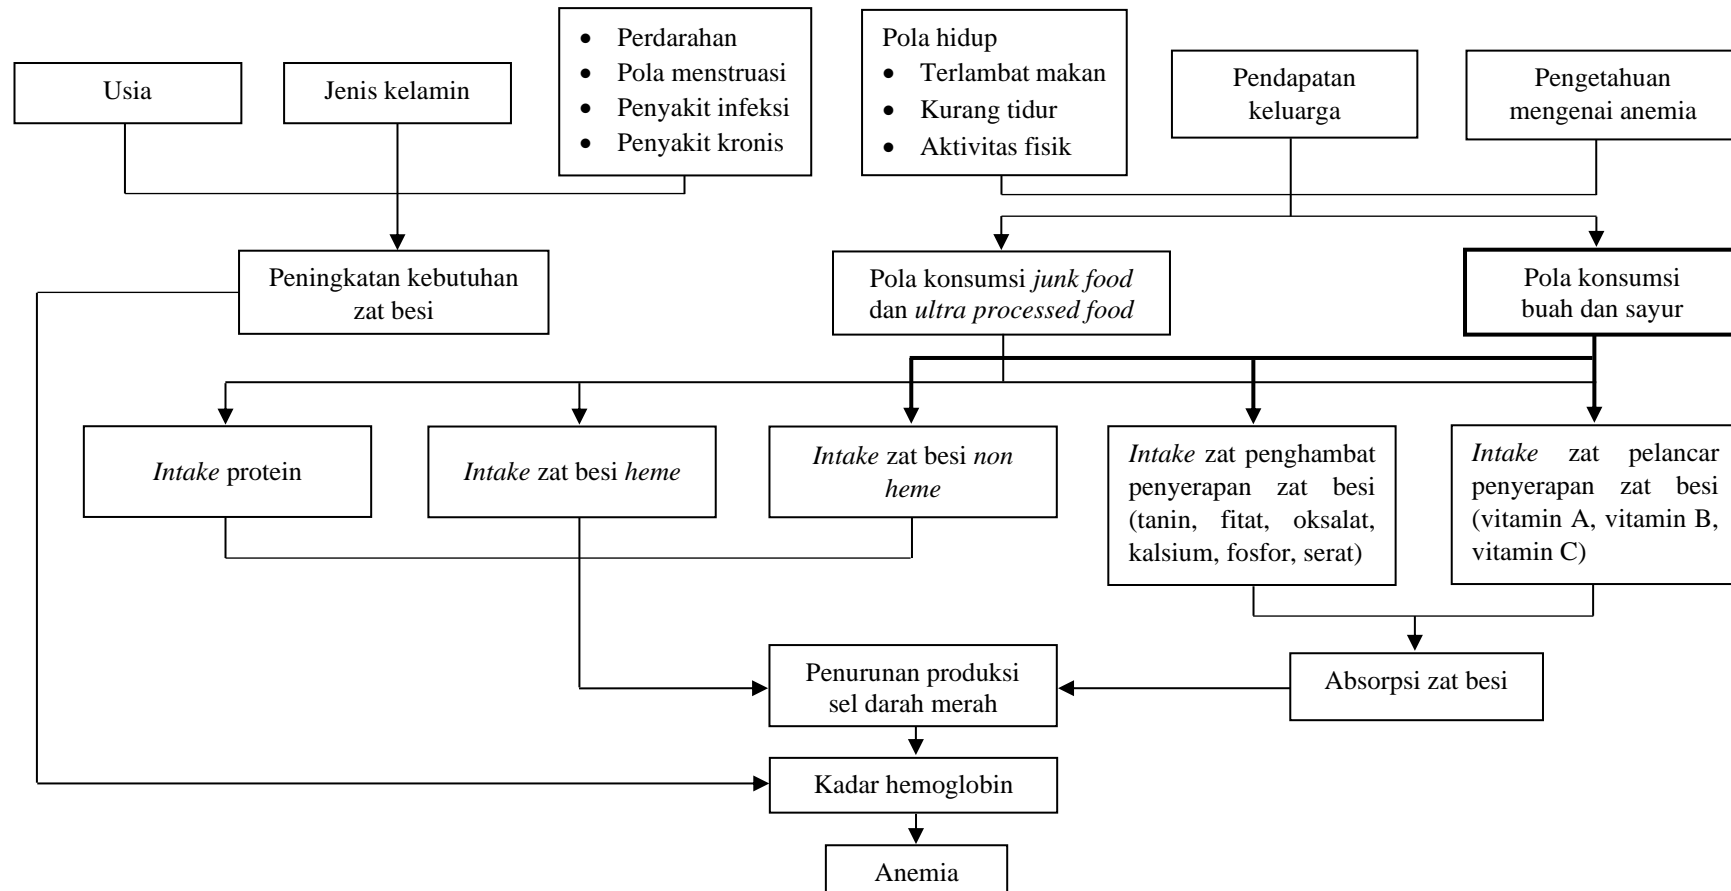 Usia
Jenis kelamin
• Perdarahan
• Pola menstruasi
• Penyakit infeksi
• Penyakit kronis
Pola hidup
• Terlambat makan
• Kurang tidur
• Aktivitas fisik
Pendapatan
keluarga
Pengetahuan
mengenai anemia
Peningkatan kebutuhan
zat besi
Pola konsumsi junk food
dan ultra processed food
Pola konsumsi
buah dan sayur
Intake protein
Intake zat besi heme
Intake zat besi non
heme
Intake zat penghambat
penyerapan zat besi
(tanin, fitat, oksalat,
kalsium, fosfor, serat)
Intake zat pelancar
penyerapan zat besi
(vitamin A, vitamin B,
vitamin C)
Penurunan produksi
sel darah merah
Absorpsi zat besi
Kadar hemoglobin
Anemia